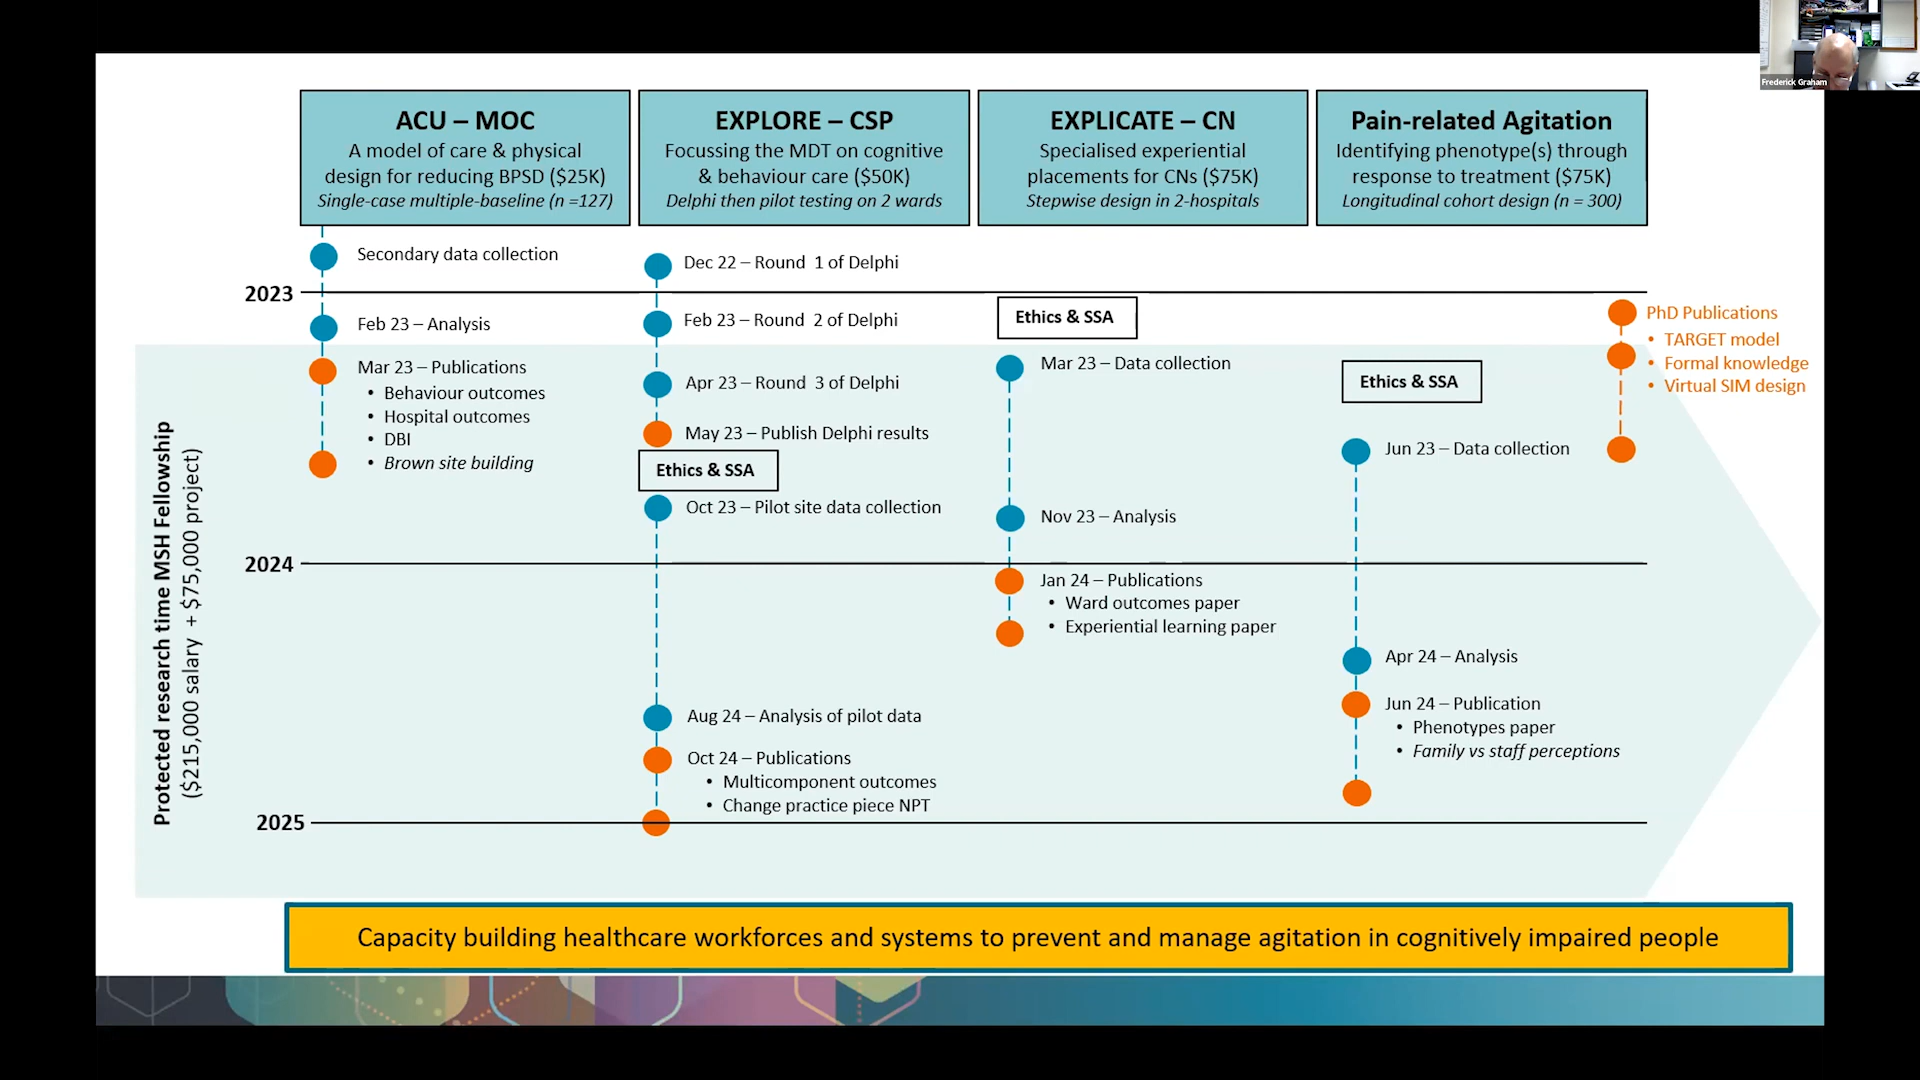 Frederick Graham
ACU – MOC
A model of care & physical
design for reducing BPSD ($25K)
Single-case multiple-baseline (n =127)
EXPLORE – CSP
Focussing the MDT on cognitive
& behaviour care ($50K)
Delphi then pilot testing on 2 wards
EXPLICATE – CN
Specialised experiential
placements for CNs ($75K)
Stepwise design in 2-hospitals
Pain-related Agitation
Identifying phenotype(s) through
response to treatment ($75K)
Longitudinal cohort design (n = 300)
Protected research time MSH Fellowship
($215,000 salary + $75,000 project)
2023
2024
2025
Secondary data collection
Feb 23 – Analysis
Mar 23 – Publications
• Behaviour outcomes
• Hospital outcomes
• DBI
• Brown site building
Dec 22 – Round 1 of Delphi
Feb 23 – Round 2 of Delphi
Apr 23 – Round 3 of Delphi
May 23 – Publish Delphi results
Ethics & SSA
Oct 23 – Pilot site data collection
Aug 24 – Analysis of pilot data
Oct 24 – Publications
• Multicomponent outcomes
• Change practice piece NPT
Ethics & SSA
Mar 23 – Data collection
Nov 23 – Analysis
Jan 24 – Publications
• Ward outcomes paper
• Experiential learning paper
Ethics & SSA
Jun 23 – Data collection
Apr 24 – Analysis
Jun 24 – Publication
• Phenotypes paper
• Family vs staff perceptions
PhD Publications
• TARGET model
• Formal knowledge
• Virtual SIM design
Capacity building healthcare workforces and systems to prevent and manage agitation in cognitively impaired people